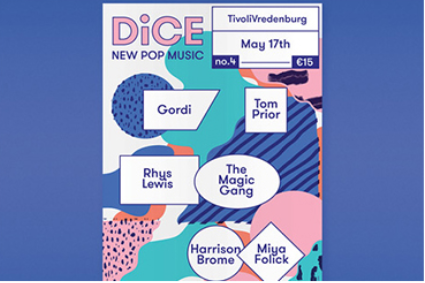 DiCE
NEW POP MUSIC
TivoliVredenburg
May 17th
no.4
€15
Gordi
Tom
Prior
Rhys
Lewis
The
Magic
Gang
Harrison
Brome
Miya
Folick